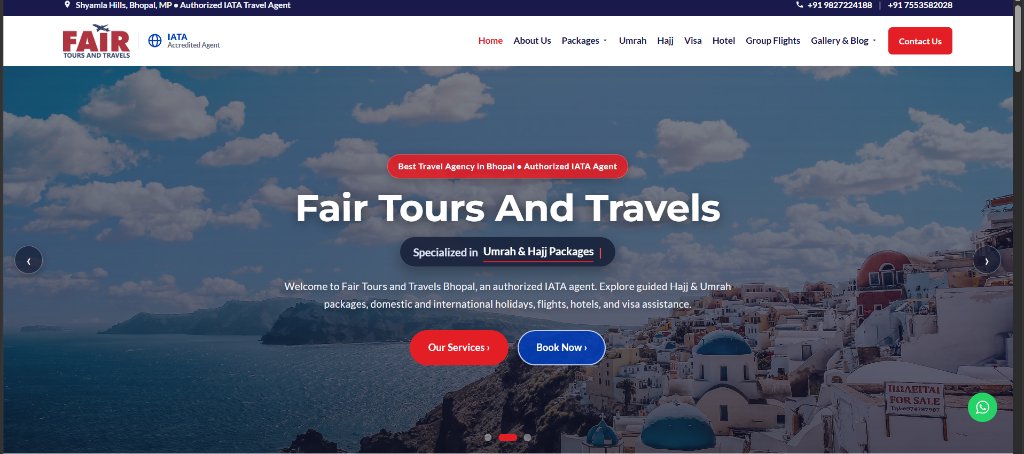 Shyamla Hills, Bhopal, MP • Authorized IATA Travel Agent
+91 9827224188 | +91 7553582028
FAIR
TOURS AND TRAVELS
IATA
Accredited Agent
Home About Us Packages Umrah Hajj Visa Hotel Group Flights Gallery & Blog Contact Us
Best Travel Agency in Bhopal • Authorized IATA Agent
Fair Tours And Travels
Specialized in Umrah & Hajj Packages |
Welcome to Fair Tours and Travels Bhopal, an authorized IATA agent. Explore guided Hajj & Umrah
packages, domestic and international holidays, flights, hotels, and visa assistance.
Our Services ›
Book Now ›
ΠΩΛΕΙΤΑΙ
FOR SALE